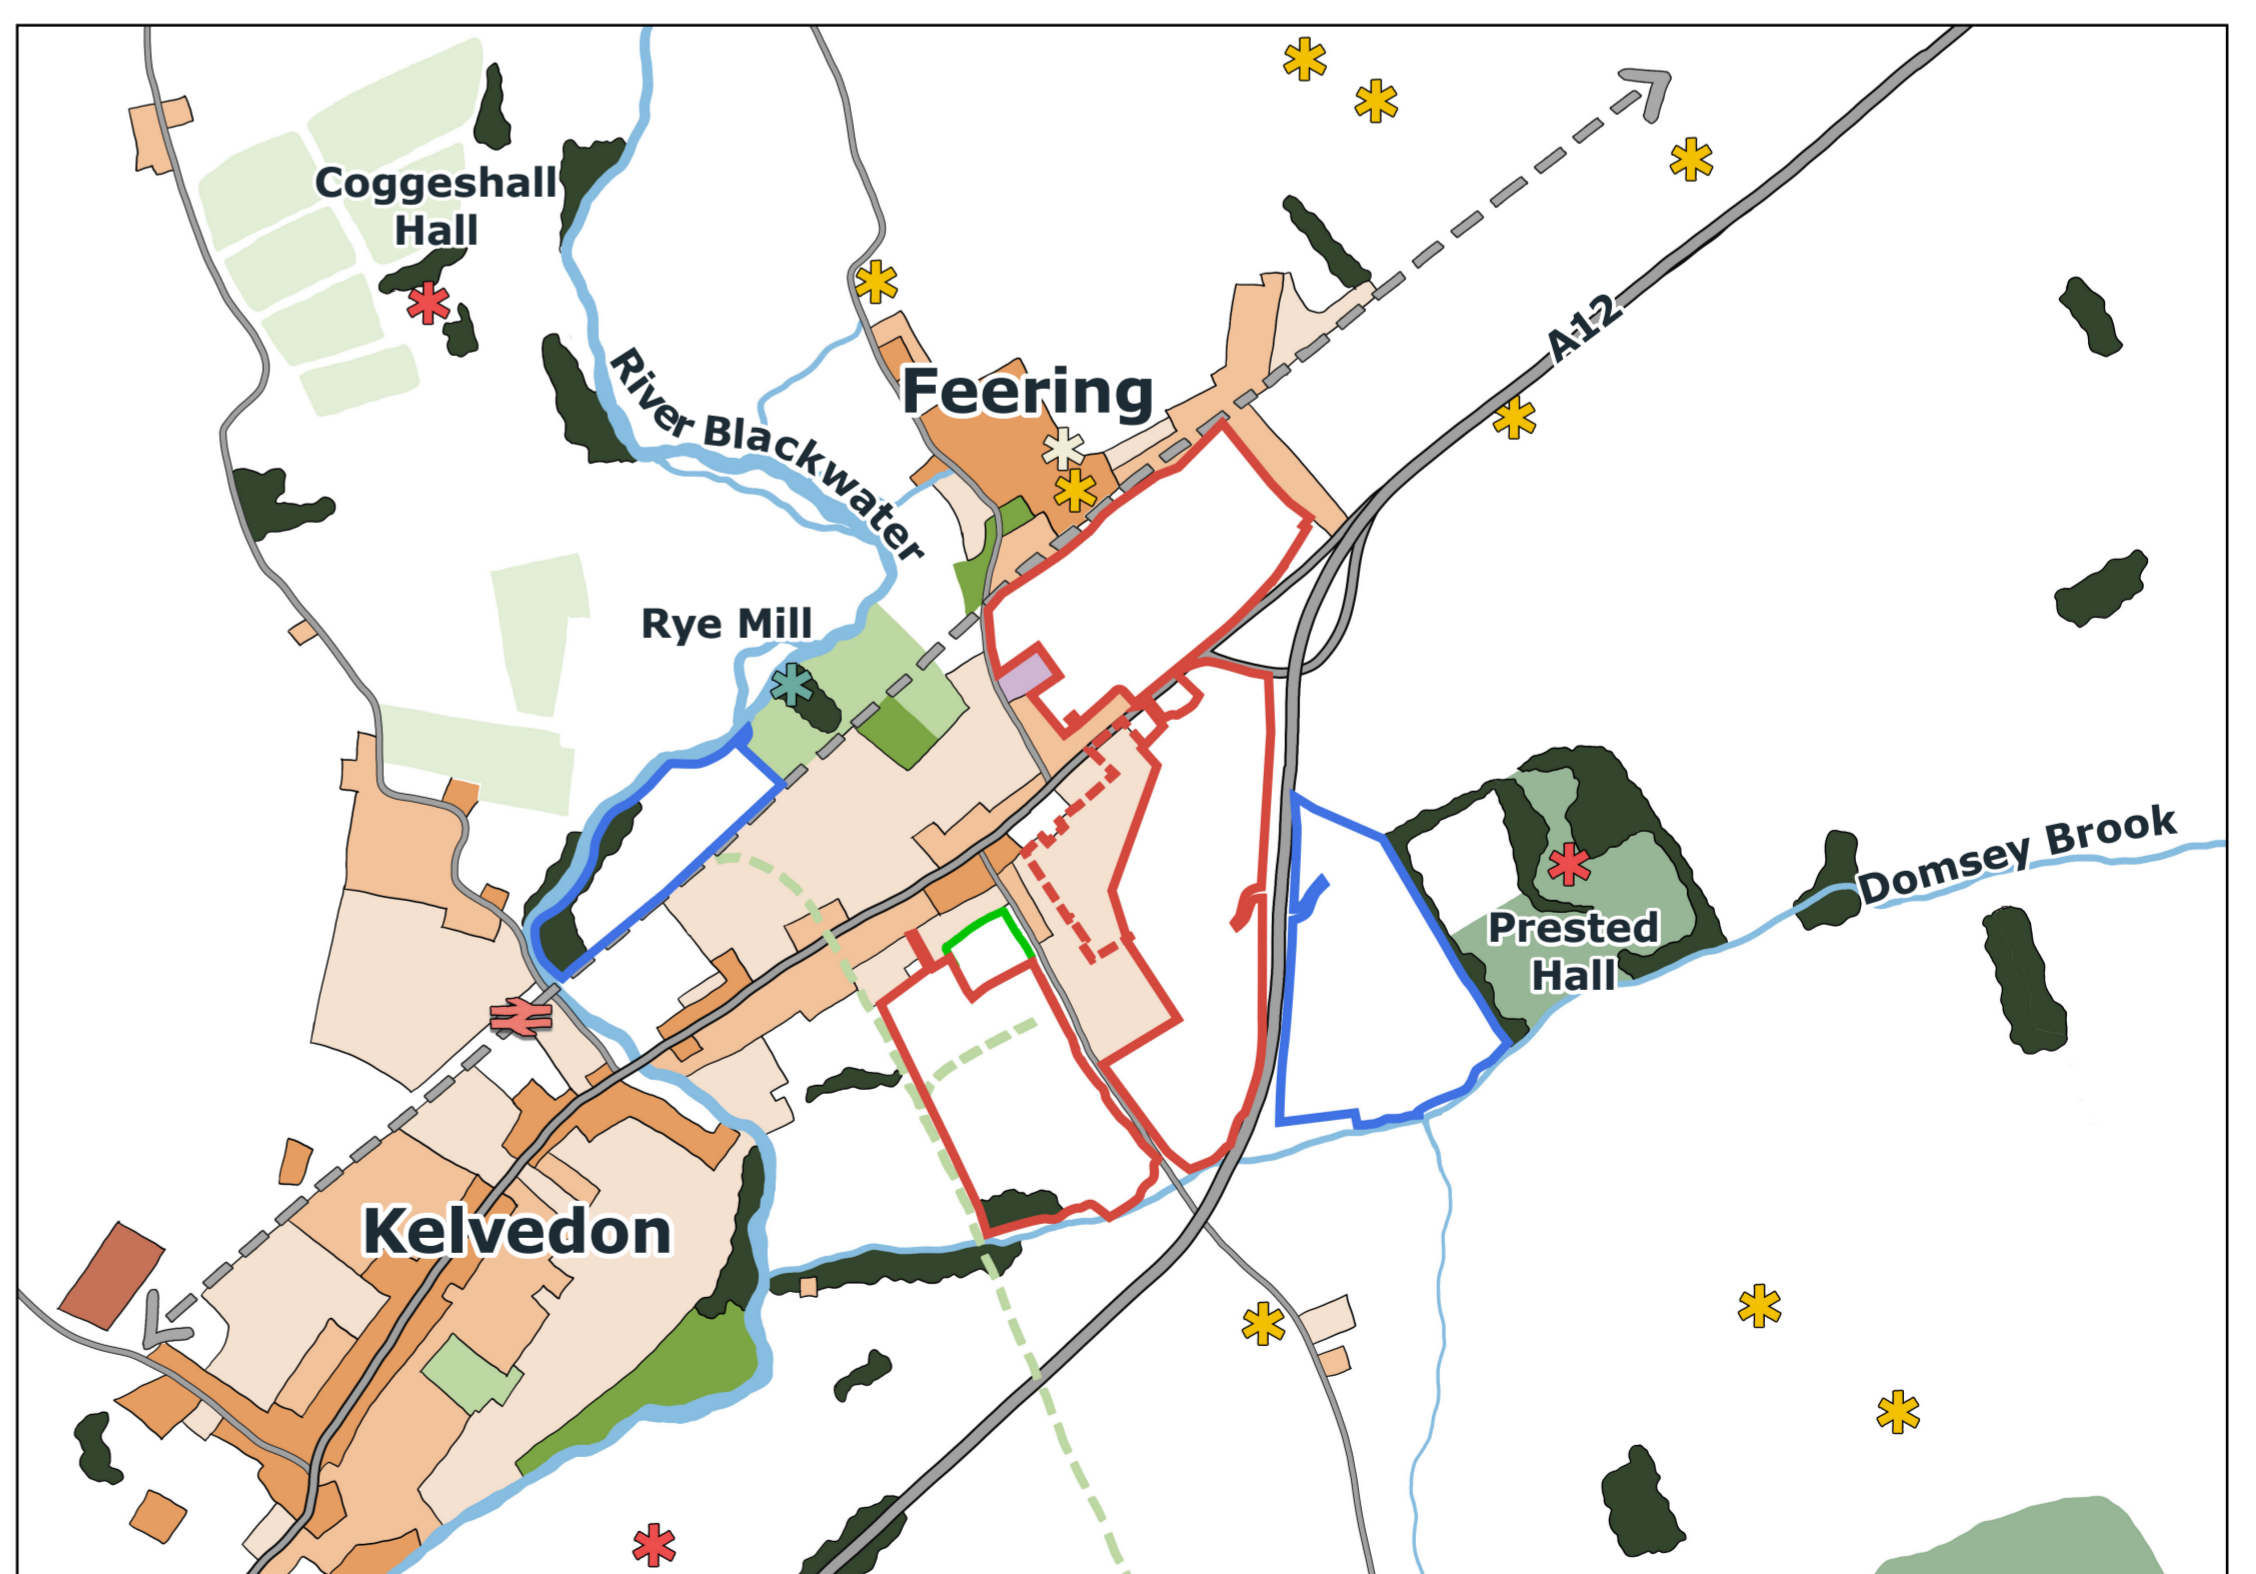 Coggeshall
Hall
River Blackwater
Feering
A12
Rye Mill
Domsey Brook
Prested
Hall
Kelvedon